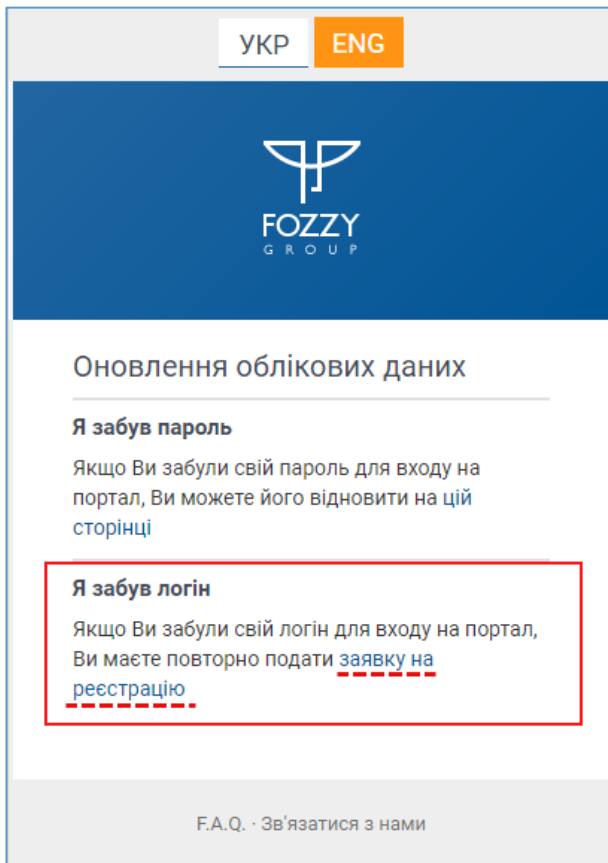 УКР ENG
FOZZY
GROUP
Оновлення облікових даних
Я забув пароль
Якщо Ви забули свій пароль для входу на
портал, Ви можете його відновити на цій
сторінці
Я забув логін
Якщо Ви забули свій логін для входу на портал,
Ви маєте повторно подати заявку на
реєстрацію
F.A.Q. · Зв'язатися з нами